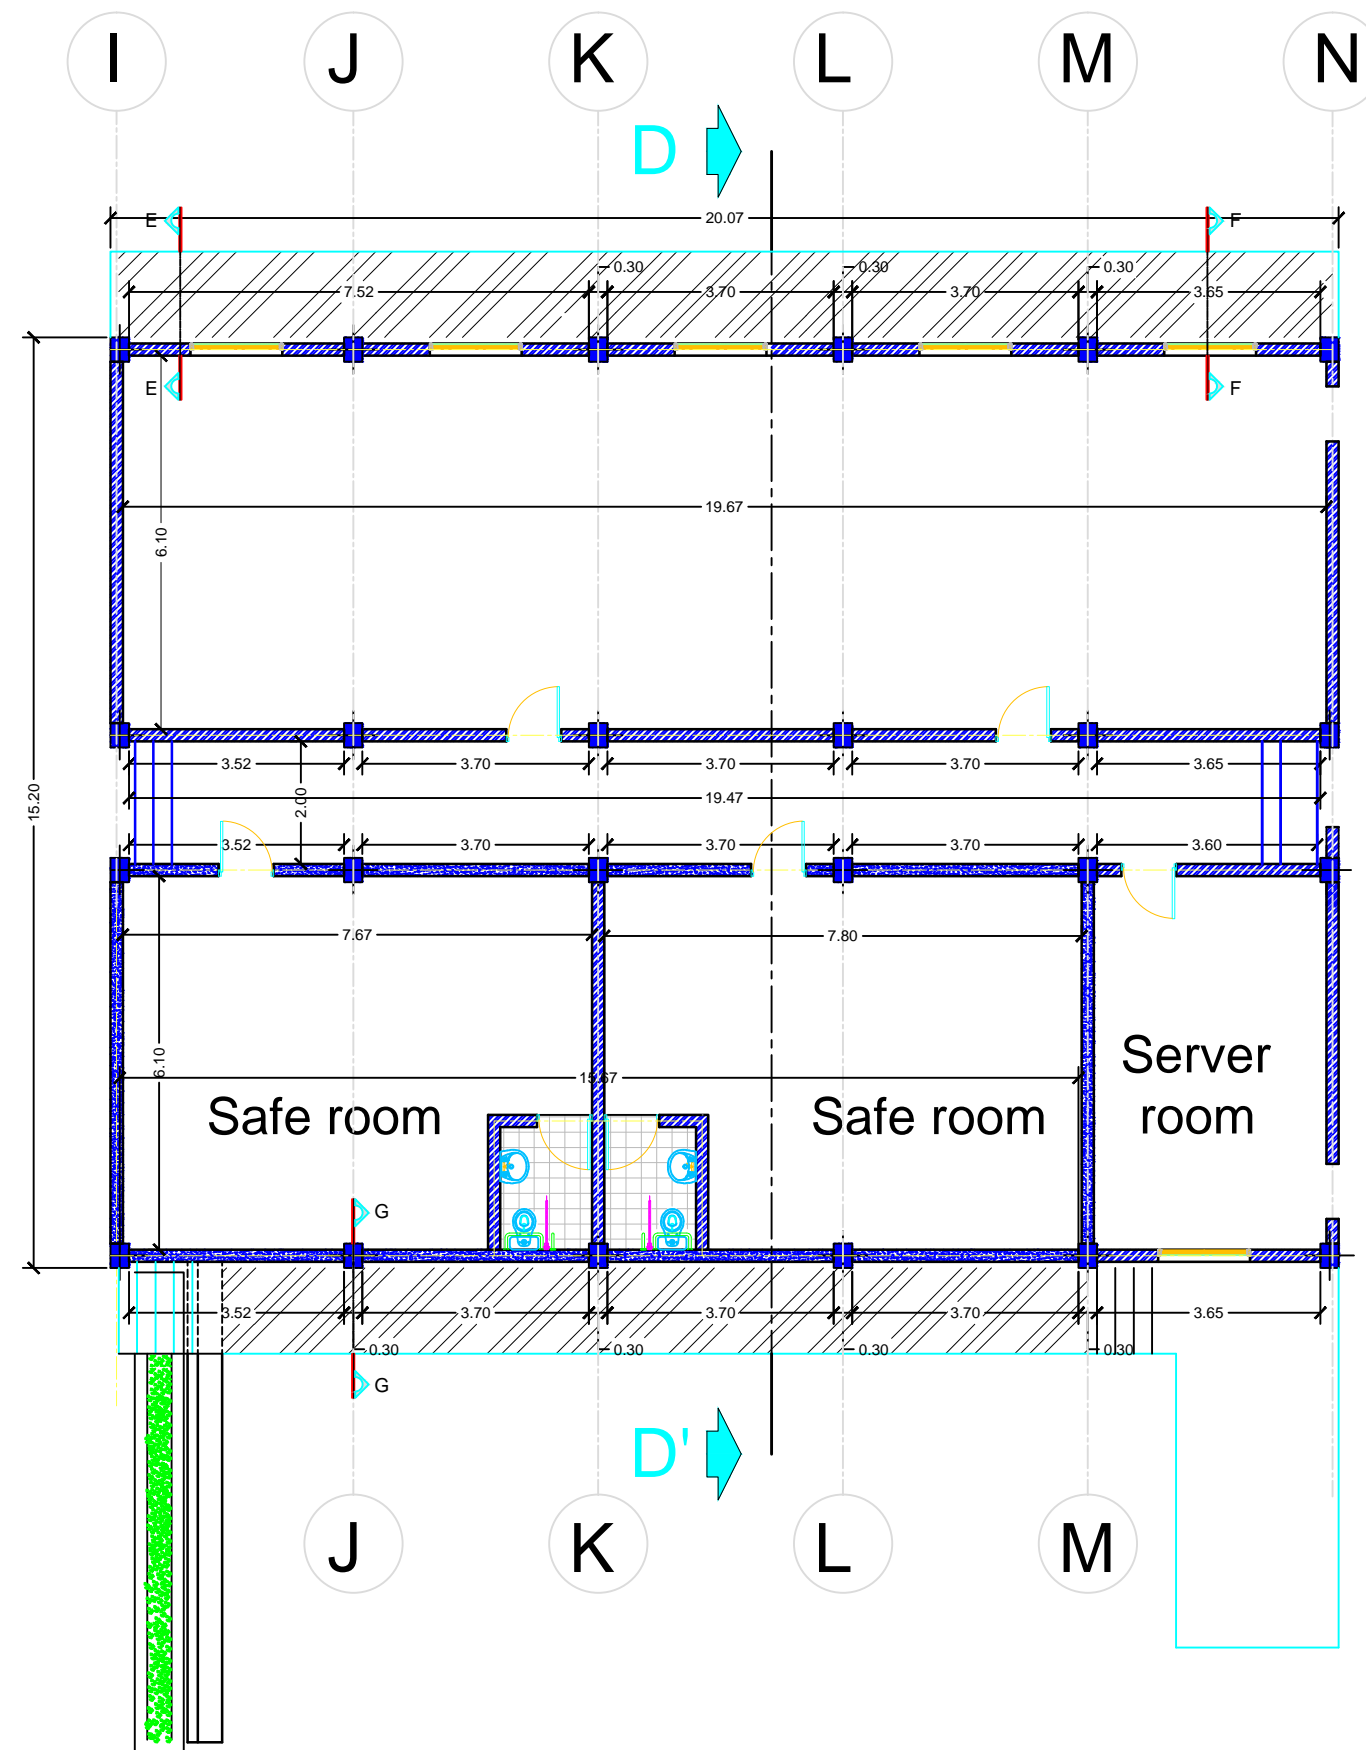 I J K L M N
D
20.07
E F
0.30 0.30 0.30
7.52 3.70 3.70 3.65
E F
19.67
6.10
15.20
3.52 3.70 3.70 3.70 3.65
2.00
19.47
3.52 3.70 3.70 3.70 3.60
7.67 7.80
6.10
Server
room
15.67
Safe room Safe room
G
3.52 3.70 3.70 3.70 3.65
0.30 0.30 0.30 0.30
G
D'
J K L M